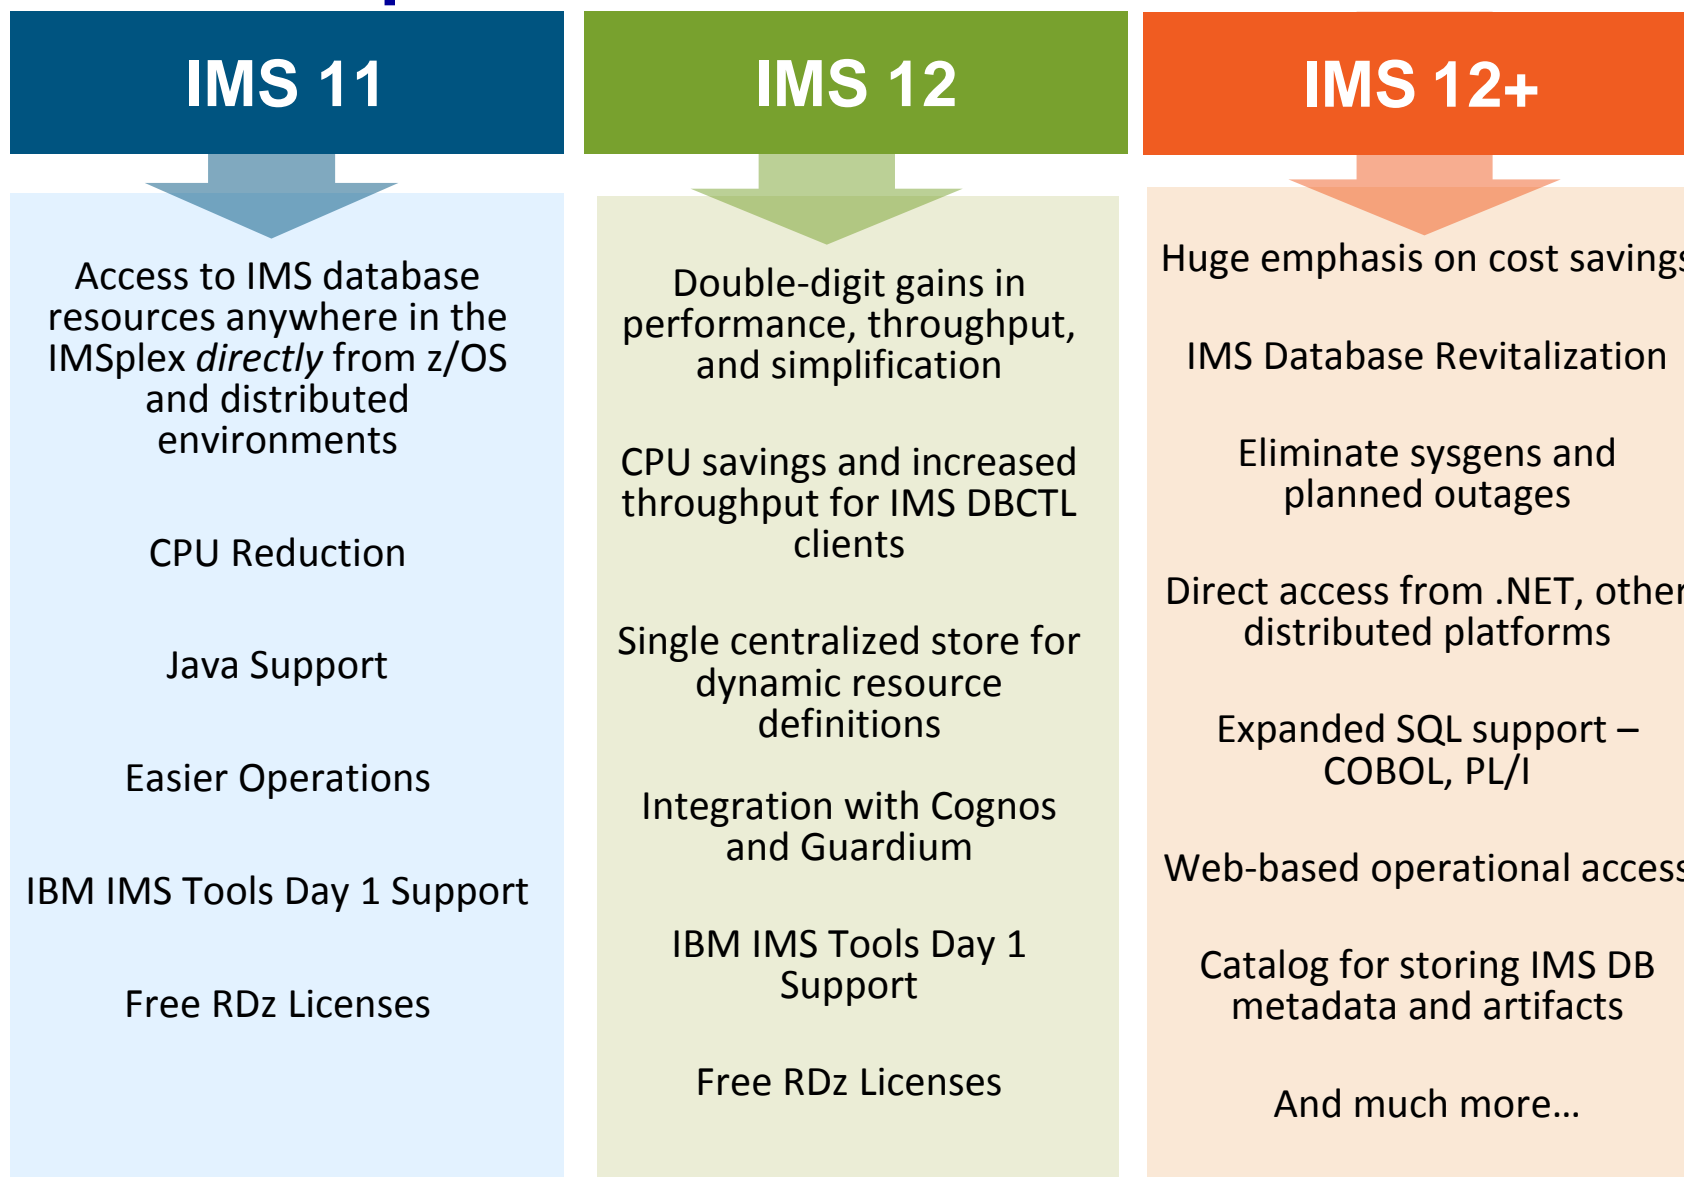 IMS 11
Access to IMS database
resources anywhere in the
IMSplex directly from z/OS
and distributed
environments
CPU Reduction
Java Support
Easier Operations
IBM IMS Tools Day 1 Support
Free RDz Licenses
IMS 12
Double-digit gains in
performance, throughput,
and simplification
CPU savings and increased
throughput for IMS DBCTL
clients
Single centralized store for
dynamic resource
definitions
Integration with Cognos
and Guardium
IBM IMS Tools Day 1
Support
Free RDz Licenses
IMS 12+
Huge emphasis on cost savings
IMS Database Revitalization
Eliminate sysgens and
planned outages
Direct access from .NET, other
distributed platforms
Expanded SQL support –
COBOL, PL/I
Web-based operational access
Catalog for storing IMS DB
metadata and artifacts
And much more...